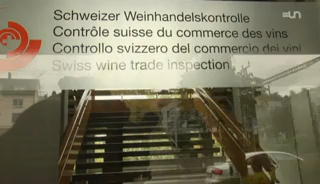 Schweizer Weinhandelskontrolle
Contrôle suisse du commerce des vins
Controllo svizzero del commercio dei vini
Swiss wine trade inspection